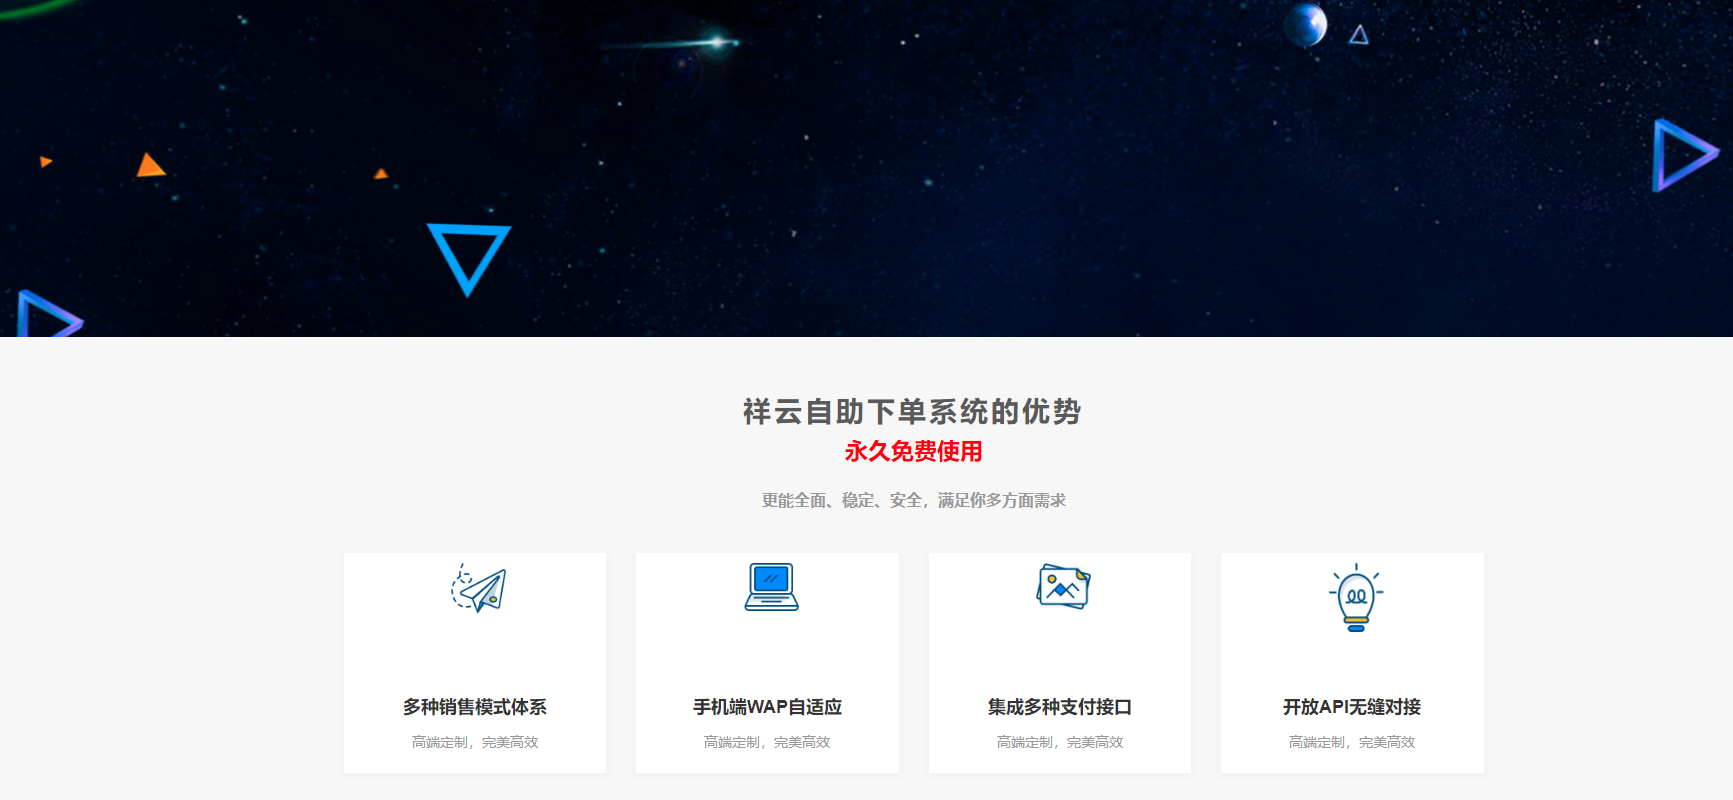 祥云自助下单系统的优势
永久免费使用
更能全面、稳定、安全，满足你多方面需求
多种销售模式体系
高端定制，完美高效
手机端WAP自适应
高端定制，完美高效
集成多种支付接口
高端定制，完美高效
开放API无缝对接
高端定制，完美高效